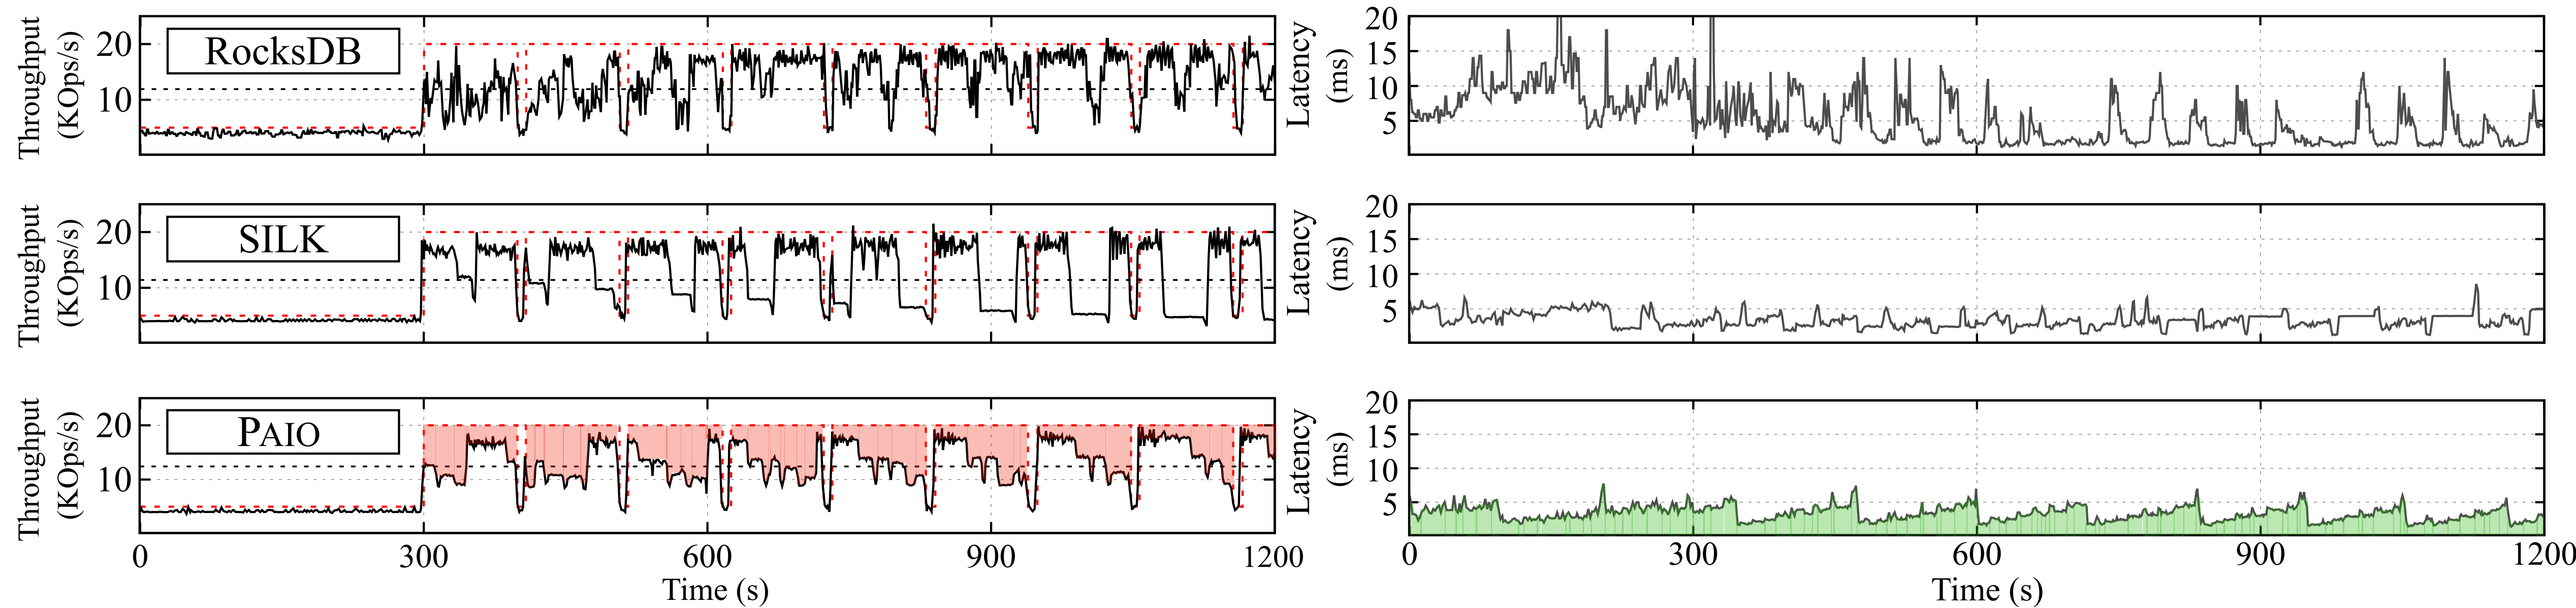 Throughput
(KOps/s)
20
10
RocksDB
Latency
(ms)
20
15
10
5
Throughput
(KOps/s)
20
10
SILK
Latency
(ms)
20
15
10
5
Throughput
(KOps/s)
20
10
PAIO
Latency
(ms)
20
15
10
5
0 300 600 900 1200
Time (s)
0 300 600 900 1200
Time (s)